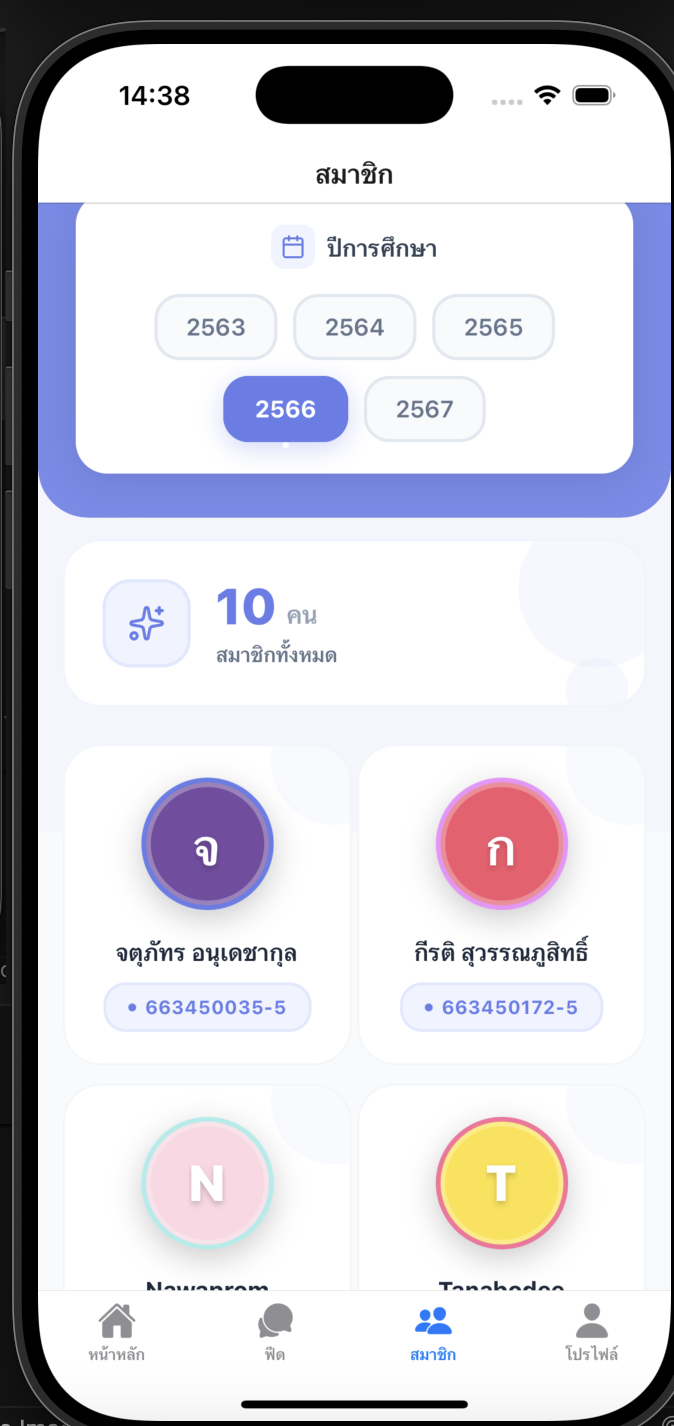 14:38
สมาชิก
ปีการศึกษา
2563 2564 2565
2566 2567
10 คน
สมาชิกทั้งหมด
จ ก
จตุภัทร อนุเดชากุล กีรติ สุวรรณภูสิทธิ์
• 663450035-5 • 663450172-5
N T
Nawaprom Tanabodee
หน้าหลัก ฟีด สมาชิก โปรไฟล์